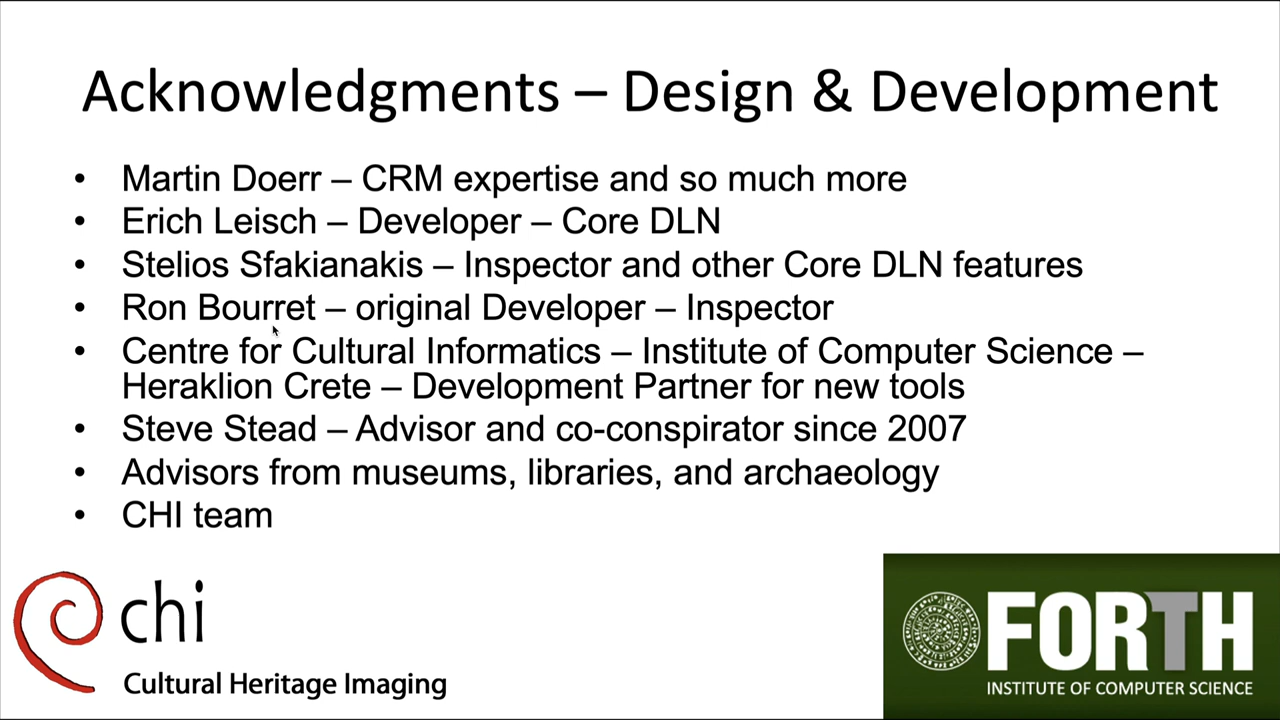 Acknowledgments – Design & Development
• Martin Doerr – CRM expertise and so much more
• Erich Leisch – Developer – Core DLN
• Stelios Sfakianakis – Inspector and other Core DLN features
• Ron Bourret – original Developer – Inspector
• Centre for Cultural Informatics – Institute of Computer Science –
Heraklion Crete – Development Partner for new tools
• Steve Stead – Advisor and co-conspirator since 2007
• Advisors from museums, libraries, and archaeology
• CHI team
chi
Cultural Heritage Imaging
FORTH
INSTITUTE OF COMPUTER SCIENCE